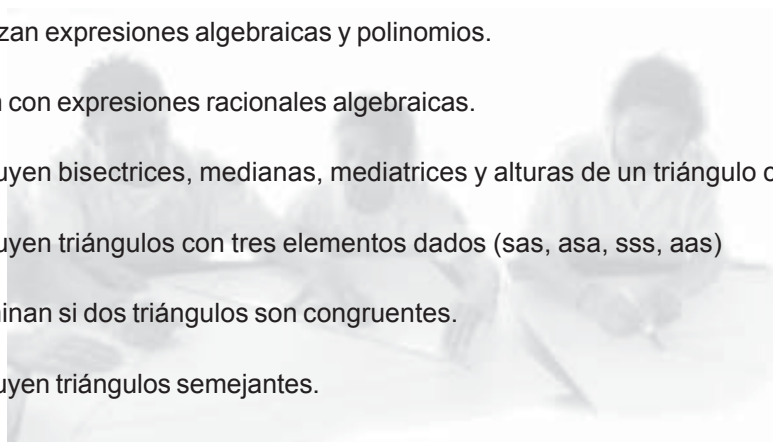 zan expresiones algebraicas y polinomios.
con expresiones racionales algebraicas.
uyen bisectrices, medianas, mediatrices y alturas de un triángulo
uyen triángulos con tres elementos dados (sas, asa, sss, aas)
inan si dos triángulos son congruentes.
uyen triángulos semejantes.